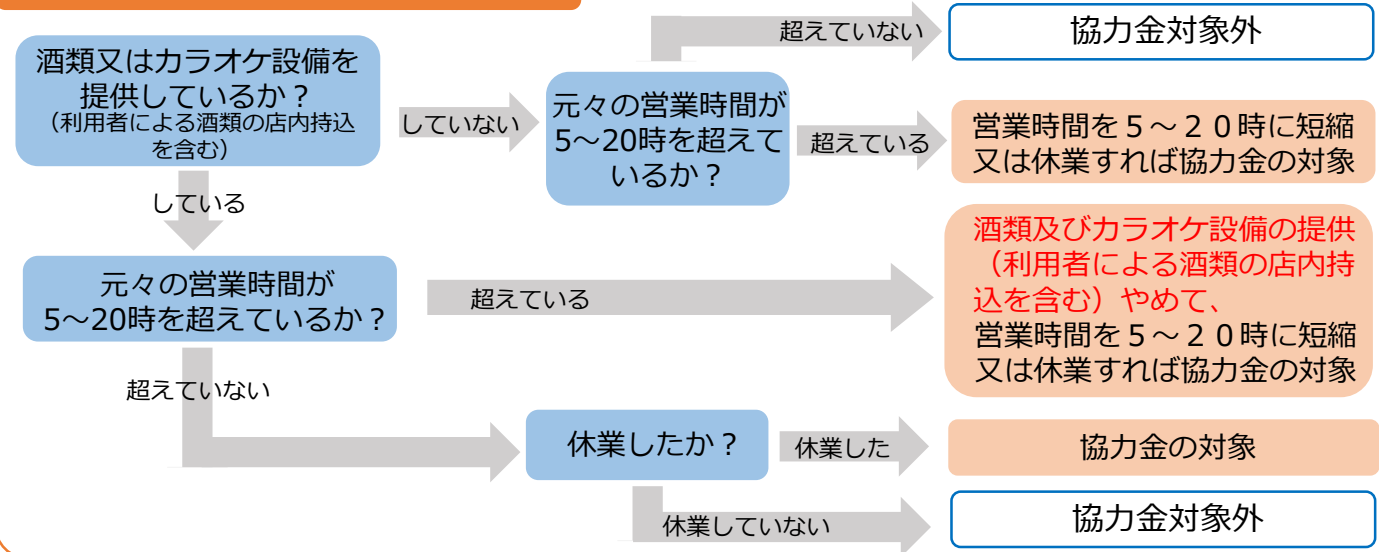 酒類又はカラオケ設備を
提供しているか？
（利用者による酒類の店内持込
を含む）
していない
元々の営業時間が
5～20時を超えて
いるか？
超えていない
協力金対象外
超えている
営業時間を５～２０時に短縮
又は休業すれば協力金の対象
している
元々の営業時間が
5～20時を超えているか？
超えている
酒類及びカラオケ設備の提供
（利用者による酒類の店内持
込を含む）やめて、
営業時間を５～２０時に短縮
又は休業すれば協力金の対象
超えていない
休業したか？
休業した
協力金の対象
休業していない
協力金対象外